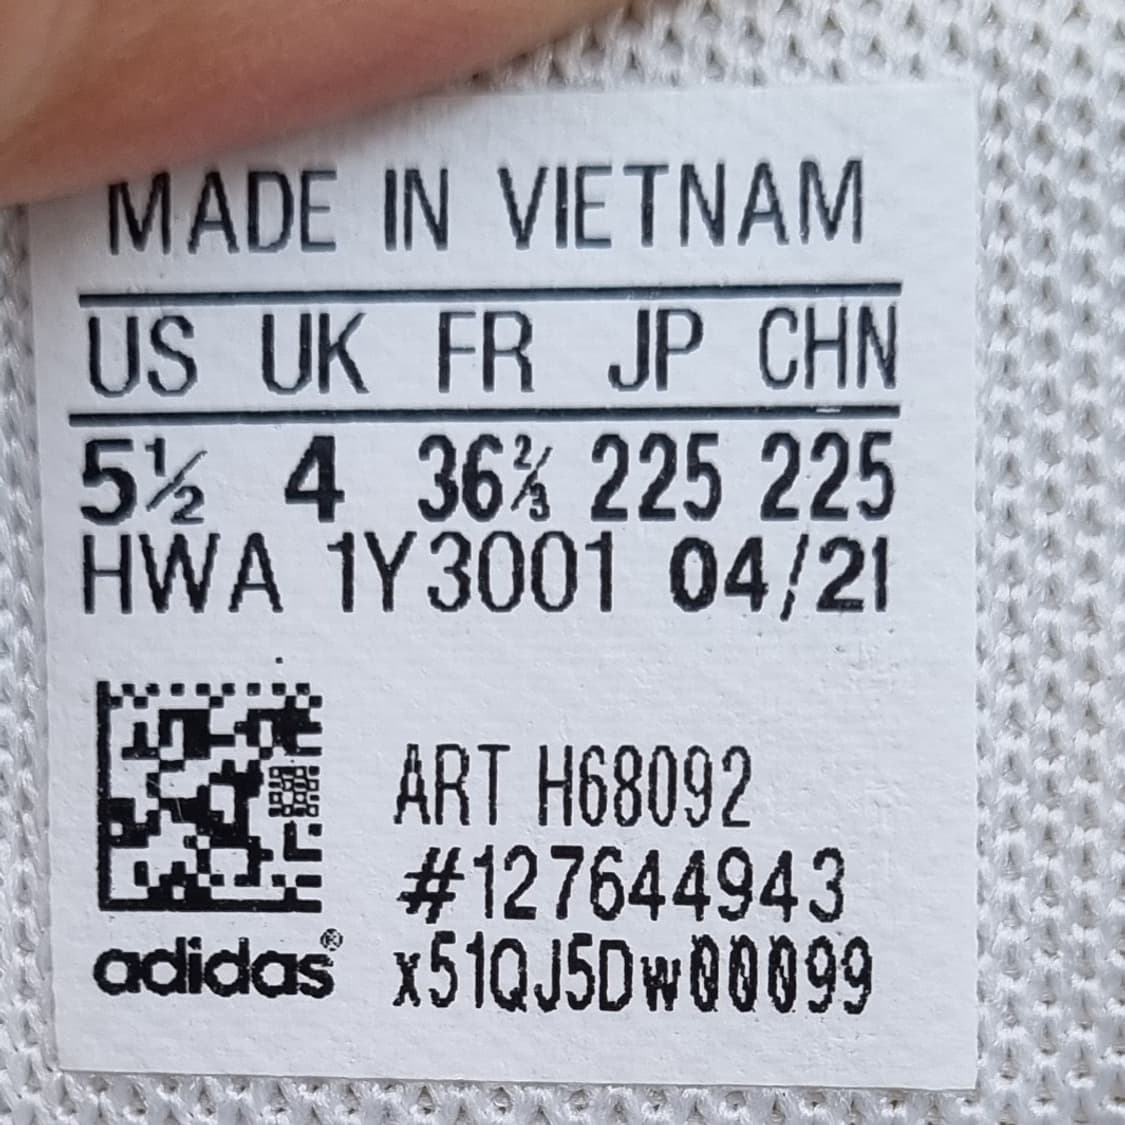 MADE IN VIETNAM
US UK FR JP CHN
5½ 4 36⅔ 225 225
HWA 1Y3001 04/21
ART H68092
#127644943
adidas® x51QJ5Dw00099